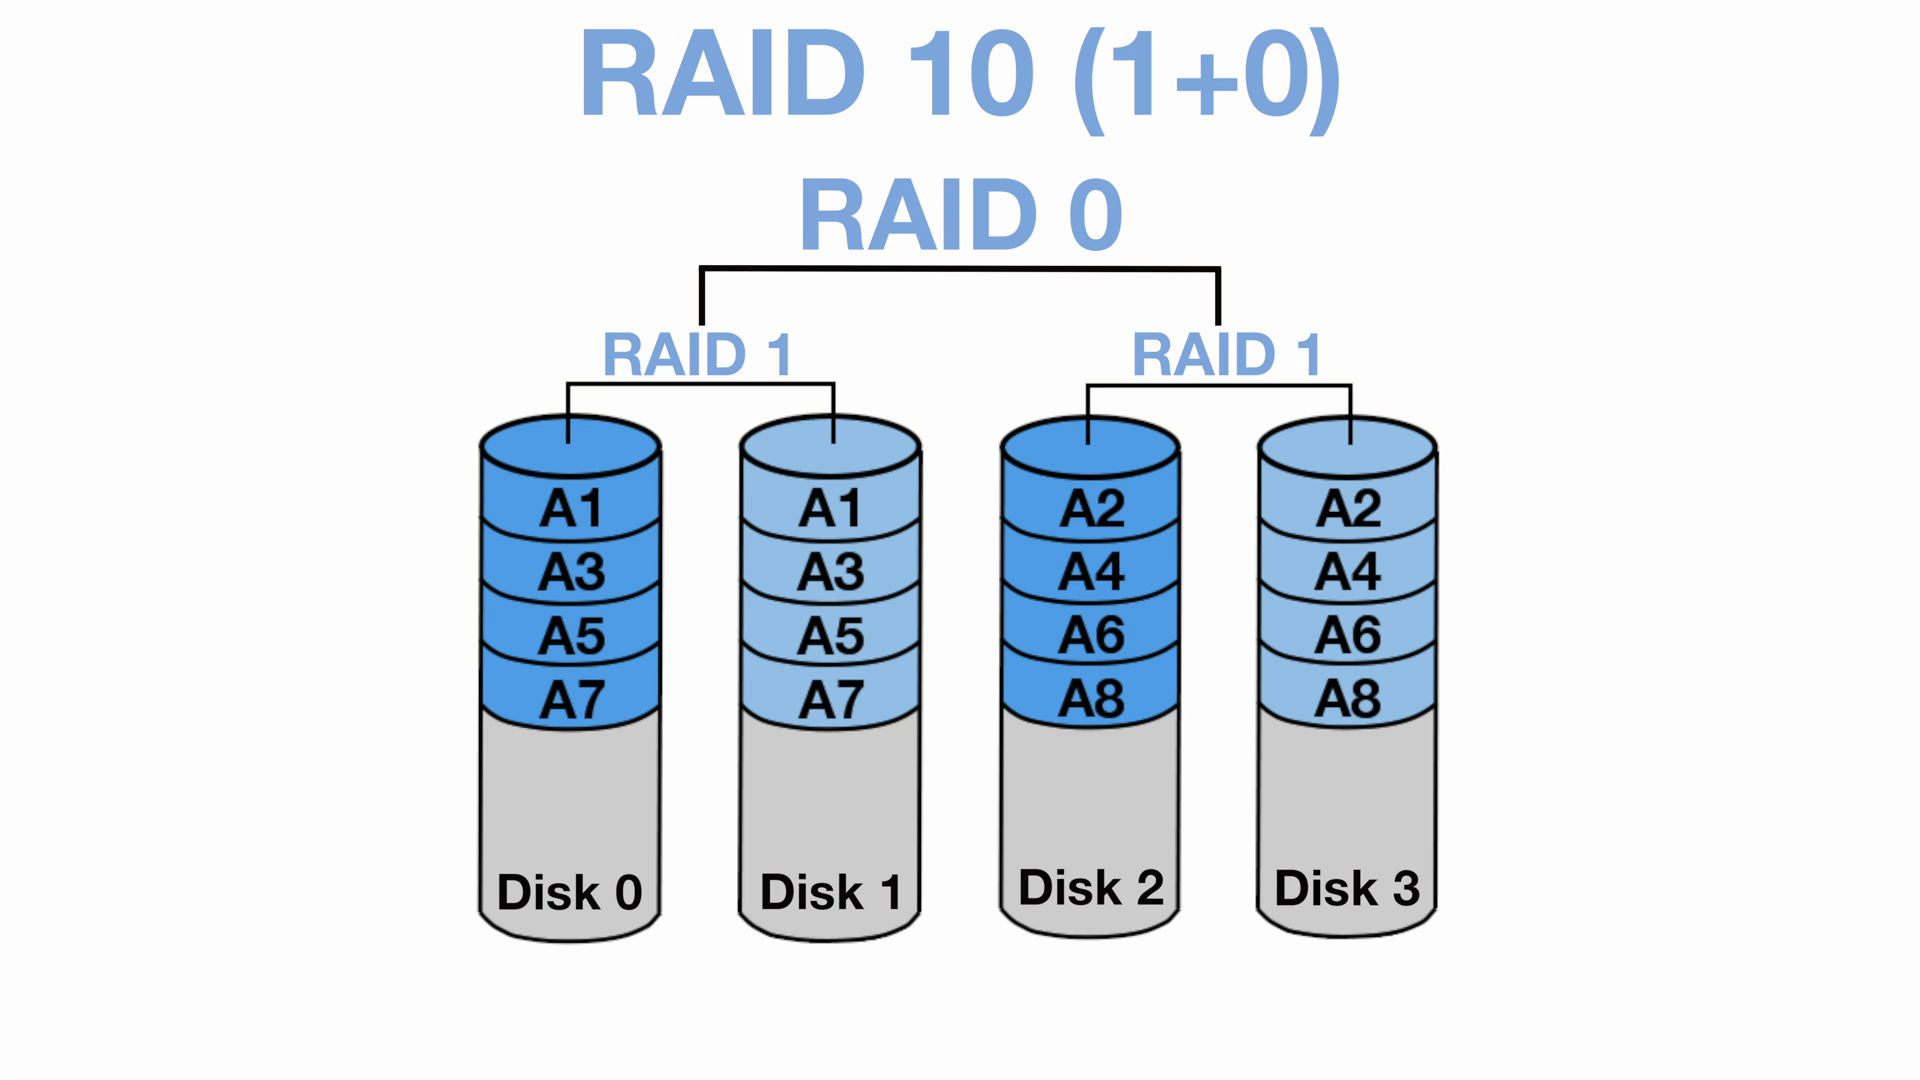 RAID 10 (1+0)
RAID 0
RAID 1 RAID 1
A1 A1 A2 A2
A3 A3 A4 A4
A5 A5 A6 A6
A7 A7 A8 A8
Disk 0 Disk 1 Disk 2 Disk 3